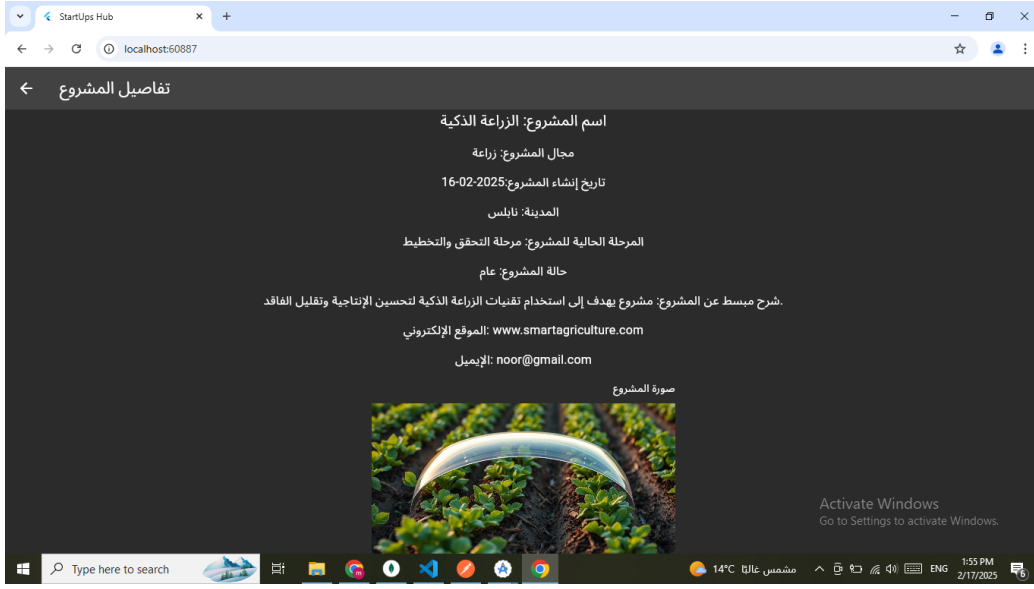 StartUps Hub
localhost:60887
تفاصيل المشروع
اسم المشروع: الزراعة الذكية
مجال المشروع: زراعة
تاريخ إنشاء المشروع:2025-02-16
المدينة: نابلس
المرحلة الحالية للمشروع: مرحلة التحقق والتخطيط
حالة المشروع: عام
شرح مبسط عن المشروع: مشروع يهدف إلى استخدام تقنيات الزراعة الذكية لتحسين الإنتاجية وتقليل الفاقد.
الموقع الإلكتروني: www.smartagriculture.com
الإيميل: noor@gmail.com
صورة المشروع
Activate Windows
Go to Settings to activate Windows.
Type here to search
14°C مشمس غالبًا
ENG
1:55 PM
2/17/2025
6